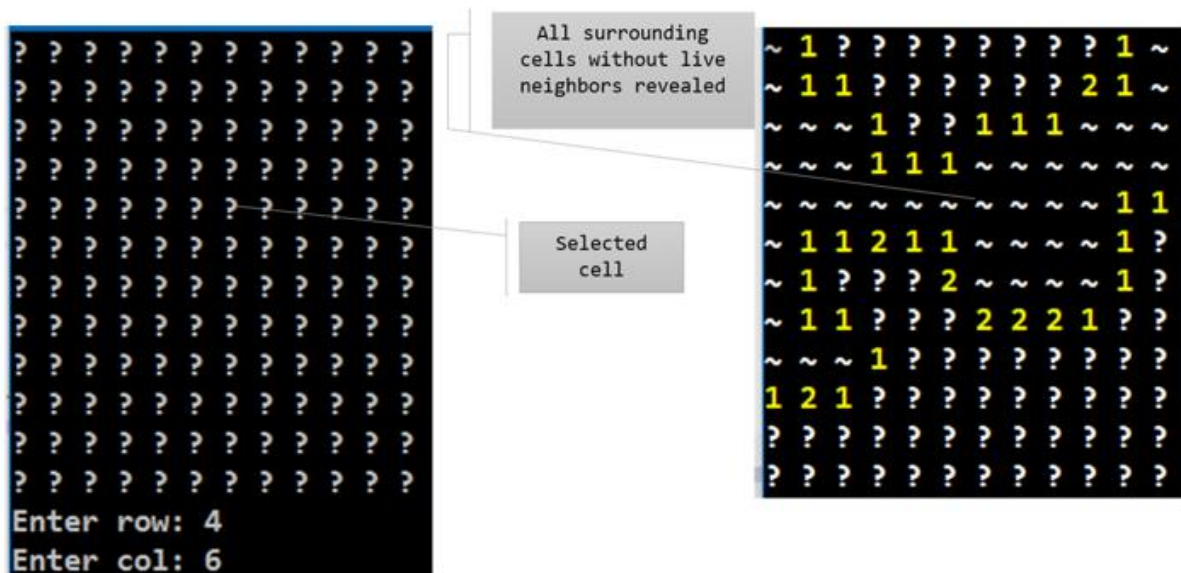 ? ? ? ? ? ? ? ? ? ? ? ?
? ? ? ? ? ? ? ? ? ? ? ?
? ? ? ? ? ? ? ? ? ? ? ?
? ? ? ? ? ? ? ? ? ? ? ?
? ? ? ? ? ? ? ? ? ? ? ?
? ? ? ? ? ? ? ? ? ? ? ?
? ? ? ? ? ? ? ? ? ? ? ?
? ? ? ? ? ? ? ? ? ? ? ?
? ? ? ? ? ? ? ? ? ? ? ?
? ? ? ? ? ? ? ? ? ? ? ?
? ? ? ? ? ? ? ? ? ? ? ?
? ? ? ? ? ? ? ? ? ? ? ?
Enter row: 4
Enter col: 6
All surrounding
cells without live
neighbors revealed
Selected
cell
~ 1 ? ? ? ? ? ? ? ? 1 ~
~ 1 1 ? ? ? ? ? ? 2 1 ~
~ ~ ~ 1 ? ? 1 1 1 ~ ~ ~
~ ~ ~ 1 1 1 ~ ~ ~ ~ ~ ~
~ ~ ~ ~ ~ ~ ~ ~ ~ ~ 1 1
~ 1 1 2 1 1 ~ ~ ~ ~ 1 ?
~ 1 ? ? ? 2 ~ ~ ~ ~ 1 ?
~ 1 1 ? ? ? 2 2 2 1 ? ?
~ ~ ~ 1 ? ? ? ? ? ? ? ?
1 2 1 ? ? ? ? ? ? ? ? ?
? ? ? ? ? ? ? ? ? ? ? ?
? ? ? ? ? ? ? ? ? ? ? ?